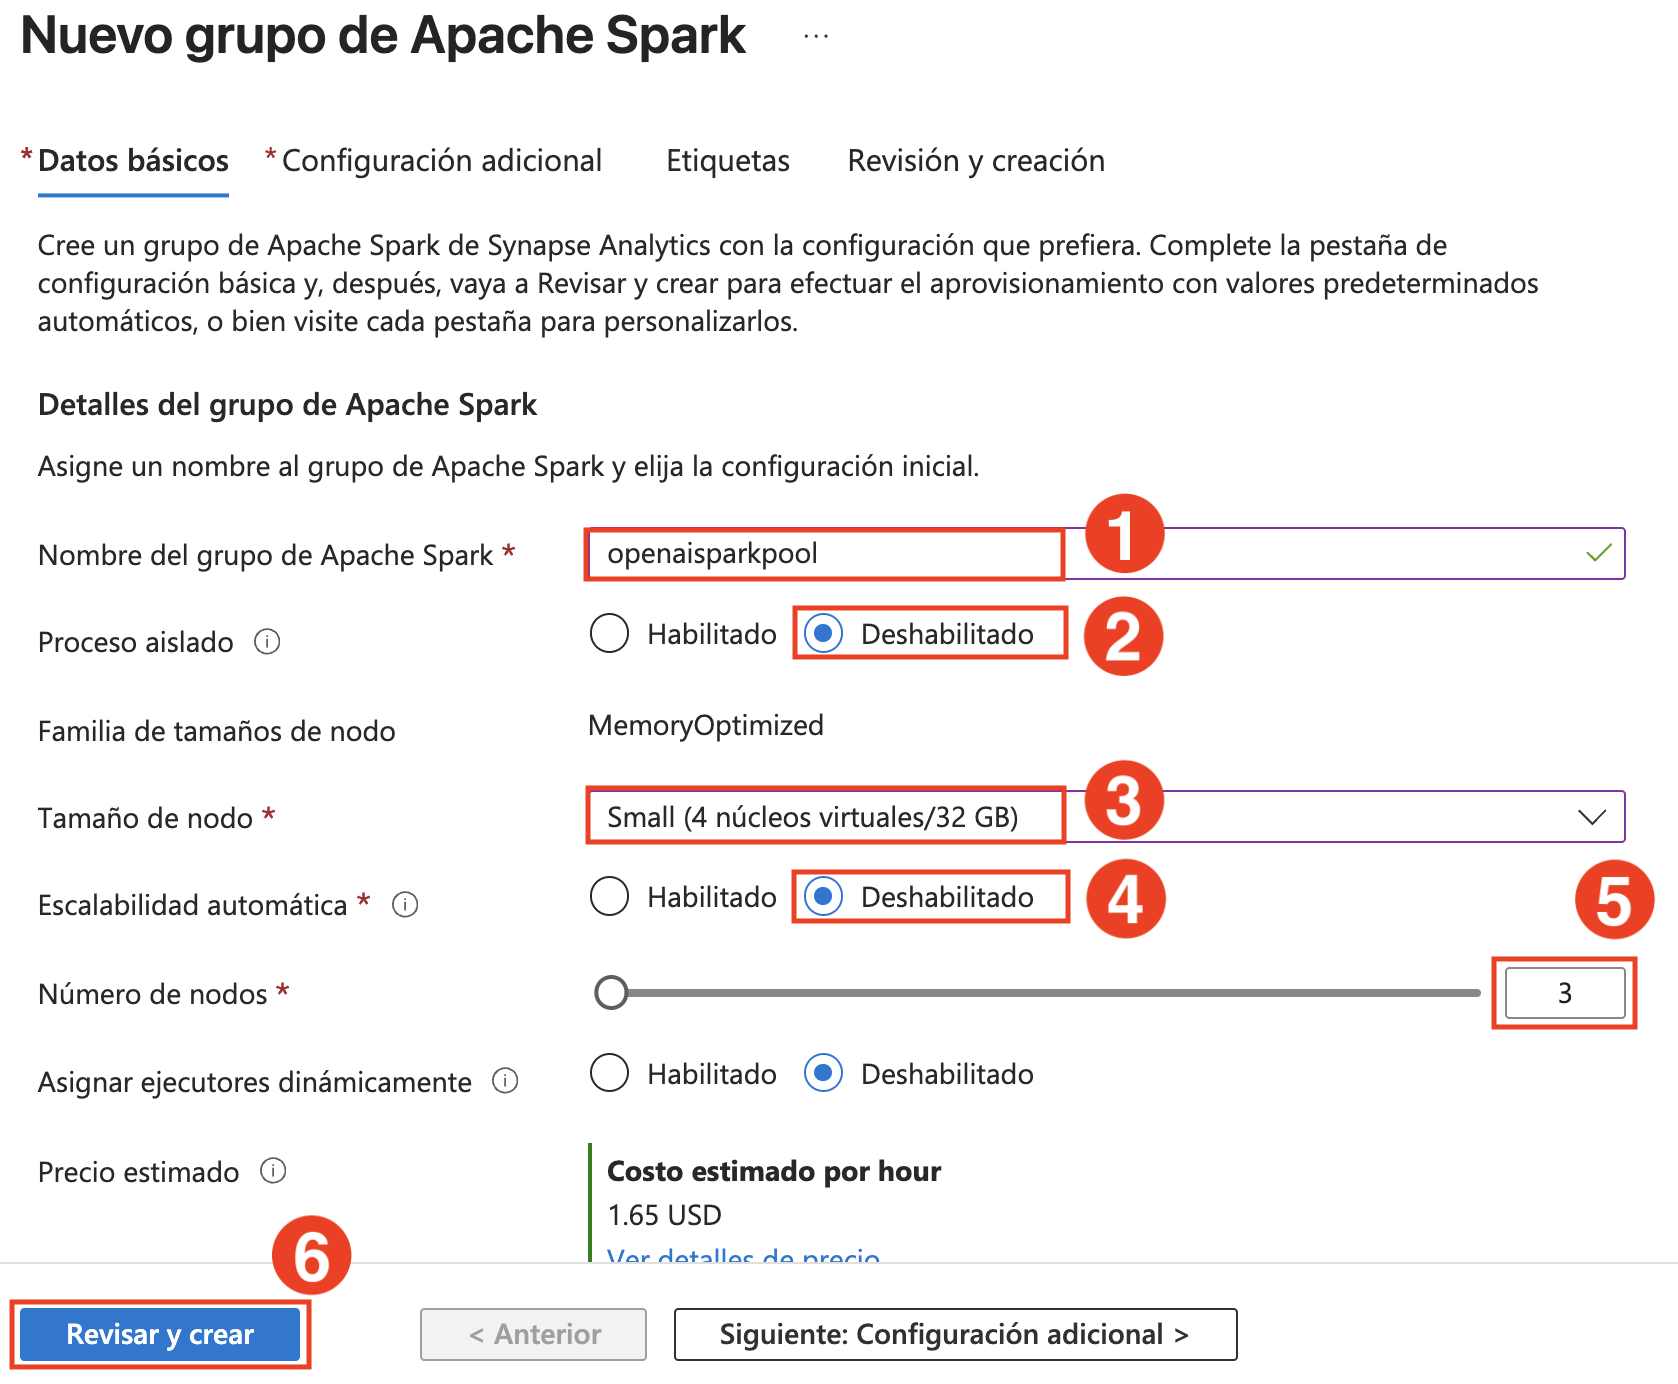 Nuevo grupo de Apache Spark ...
* Datos básicos * Configuración adicional Etiquetas Revisión y creación
Cree un grupo de Apache Spark de Synapse Analytics con la configuración que prefiera. Complete la pestaña de
configuración básica y, después, vaya a Revisar y crear para efectuar el aprovisionamiento con valores predeterminados
automáticos, o bien visite cada pestaña para personalizarlos.
Detalles del grupo de Apache Spark
Asigne un nombre al grupo de Apache Spark y elija la configuración inicial.
Nombre del grupo de Apache Spark * openaisparkpool 1
Proceso aislado Habilitado Deshabilitado 2
Familia de tamaños de nodo MemoryOptimized
Tamaño de nodo * Small (4 núcleos virtuales/32 GB) 3
Escalabilidad automática * Habilitado Deshabilitado 4 5
Número de nodos * 3
Asignar ejecutores dinámicamente Habilitado Deshabilitado
Precio estimado Costo estimado por hour
1.65 USD
Ver detalles de precio
6
Revisar y crear < Anterior Siguiente: Configuración adicional >